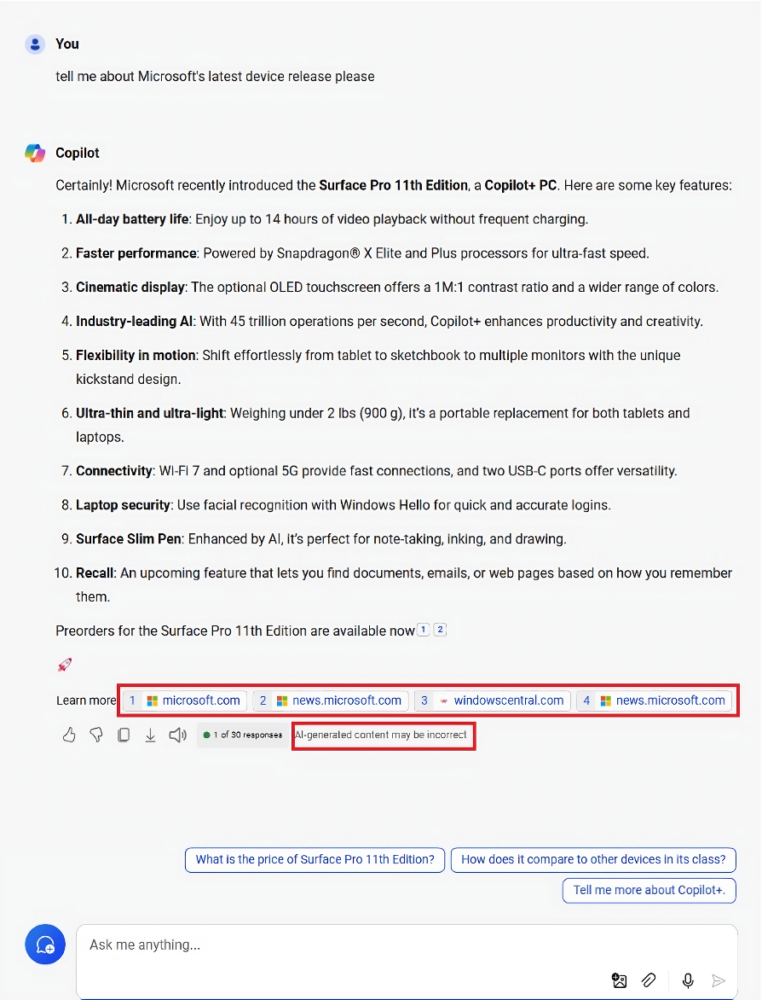 You
tell me about Microsoft's latest device release please
Copilot
Certainly! Microsoft recently introduced the Surface Pro 11th Edition, a Copilot+ PC. Here are some key features:
1. All-day battery life: Enjoy up to 14 hours of video playback without frequent charging.
2. Faster performance: Powered by Snapdragon® X Elite and Plus processors for ultra-fast speed.
3. Cinematic display: The optional OLED touchscreen offers a 1M:1 contrast ratio and a wider range of colors.
4. Industry-leading AI: With 45 trillion operations per second, Copilot+ enhances productivity and creativity.
5. Flexibility in motion: Shift effortlessly from tablet to sketchbook to multiple monitors with the unique
kickstand design.
6. Ultra-thin and ultra-light: Weighing under 2 lbs (900 g), it's a portable replacement for both tablets and
laptops.
7. Connectivity: Wi-Fi 7 and optional 5G provide fast connections, and two USB-C ports offer versatility.
8. Laptop security: Use facial recognition with Windows Hello for quick and accurate logins.
9. Surface Slim Pen: Enhanced by AI, it's perfect for note-taking, inking, and drawing.
10. Recall: An upcoming feature that lets you find documents, emails, or web pages based on how you remember
them.
Preorders for the Surface Pro 11th Edition are available now 1 2
Learn more 1 microsoft.com 2 news.microsoft.com 3 windowscentral.com 4 news.microsoft.com
1 of 30 responses AI-generated content may be incorrect
What is the price of Surface Pro 11th Edition? How does it compare to other devices in its class?
Tell me more about Copilot+.
Ask me anything...